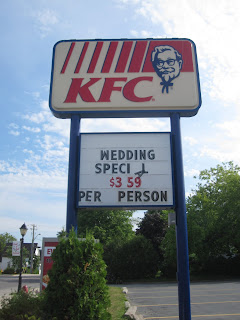 KFC
WEDDING
SPECI L
$3 59
PER PERSON